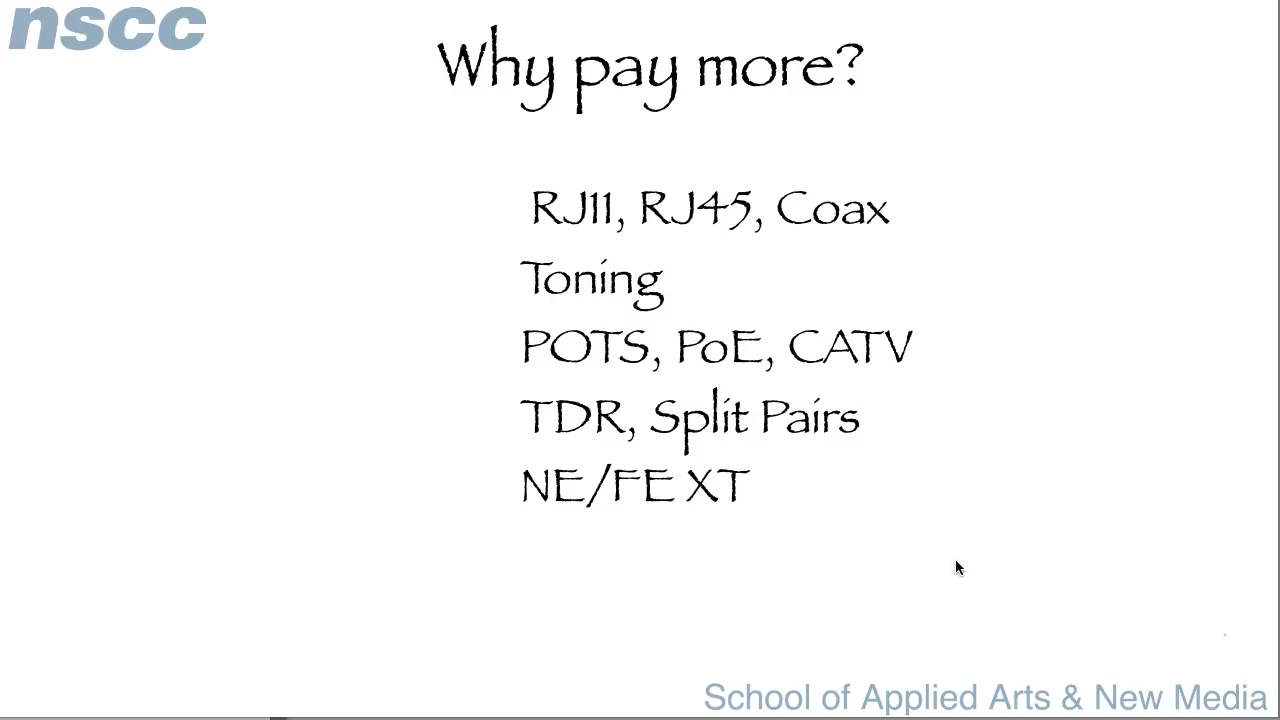 nscc
Why pay more?
RJ11, RJ45, Coax
Toning
POTS, PoE, CATV
TDR, Split Pairs
NE/FE XT
School of Applied Arts & New Media